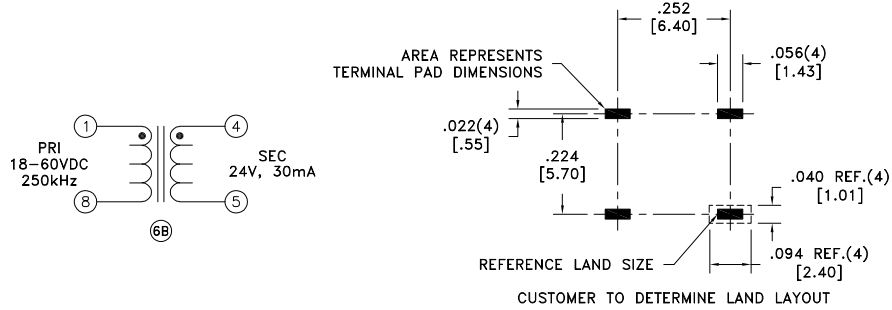 1
4
PRI
18–60VDC
250kHz
SEC
24V, 30mA
8
5
6B
.252
[6.40]
AREA REPRESENTS
TERMINAL PAD DIMENSIONS
.056(4)
[1.43]
.022(4)
[.55]
.224
[5.70]
.040 REF.(4)
[1.01]
REFERENCE LAND SIZE
.094 REF.(4)
[2.40]
CUSTOMER TO DETERMINE LAND LAYOUT